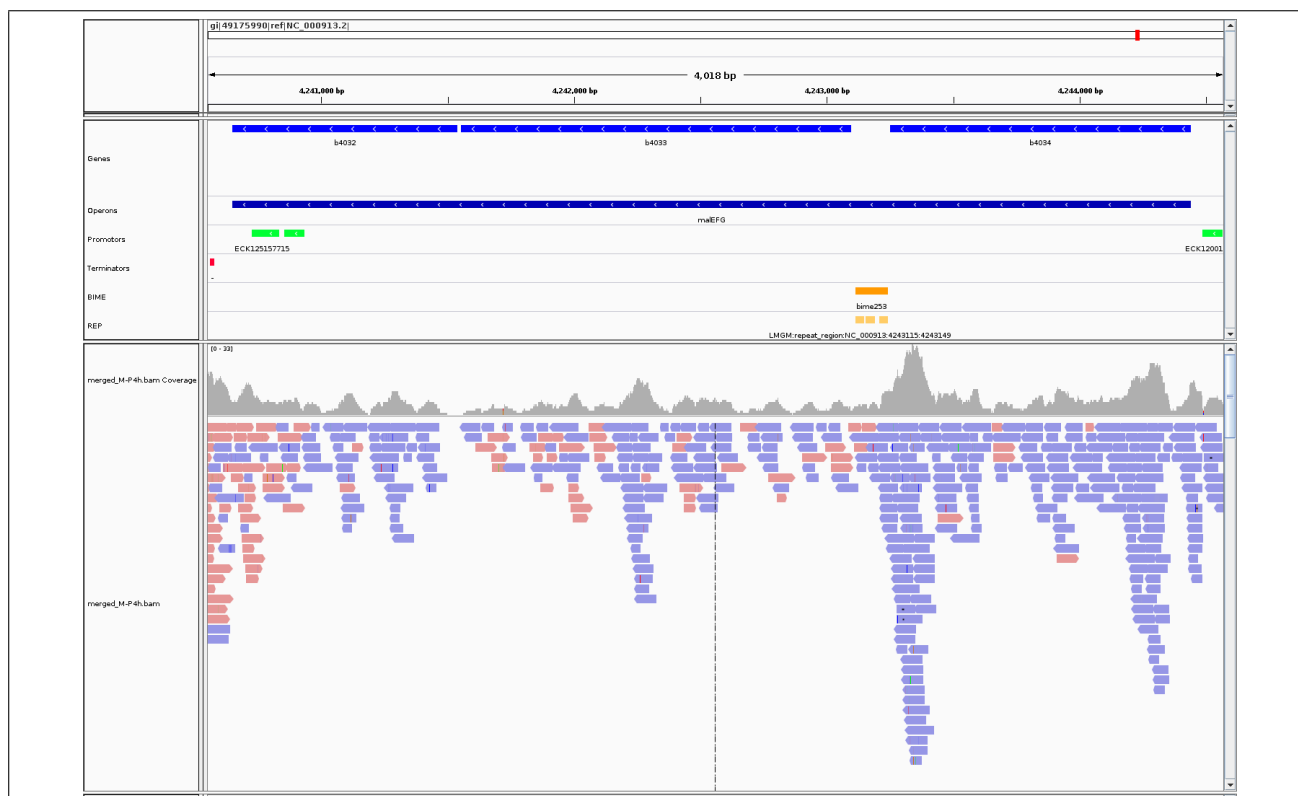 gi|49175990|ref|NC_000913.2|
4,018 bp
4,241,000 bp 4,242,000 bp 4,243,000 bp 4,244,000 bp
b4032 b4033 b4034
Genes
Operons
malEFG
Promotors
ECK125157715 ECK12001
Terminators
-
BIME
bime253
REP
LMGM:repeat_region:NC_000913:4243115:4243149
[0 - 33]
merged_M-P4h.bam Coverage
merged_M-P4h.bam